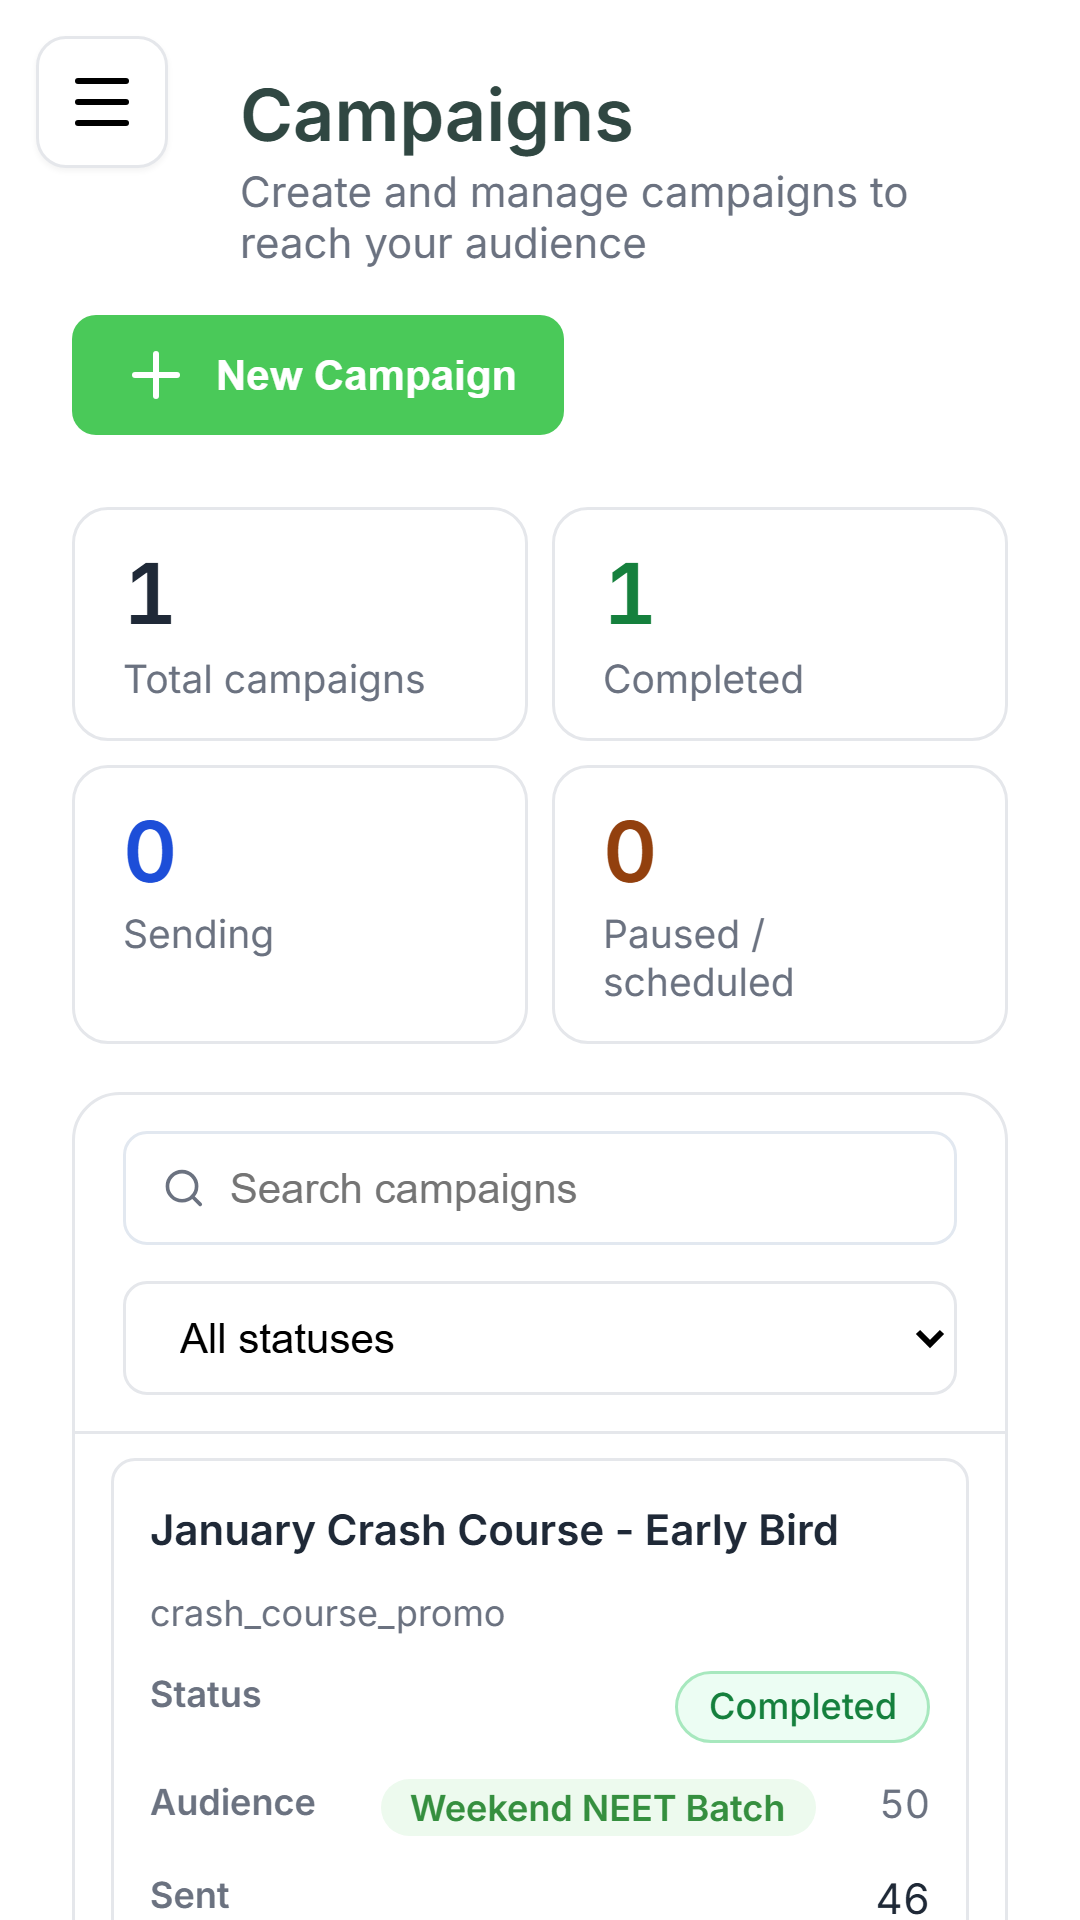 Campaigns
Create and manage campaigns to
reach your audience
New Campaign
1
Total campaigns
1
Completed
0
Sending
0
Paused /
scheduled
Search campaigns
All statuses
January Crash Course - Early Bird
crash_course_promo
Status Completed
Audience Weekend NEET Batch 50
Sent 46